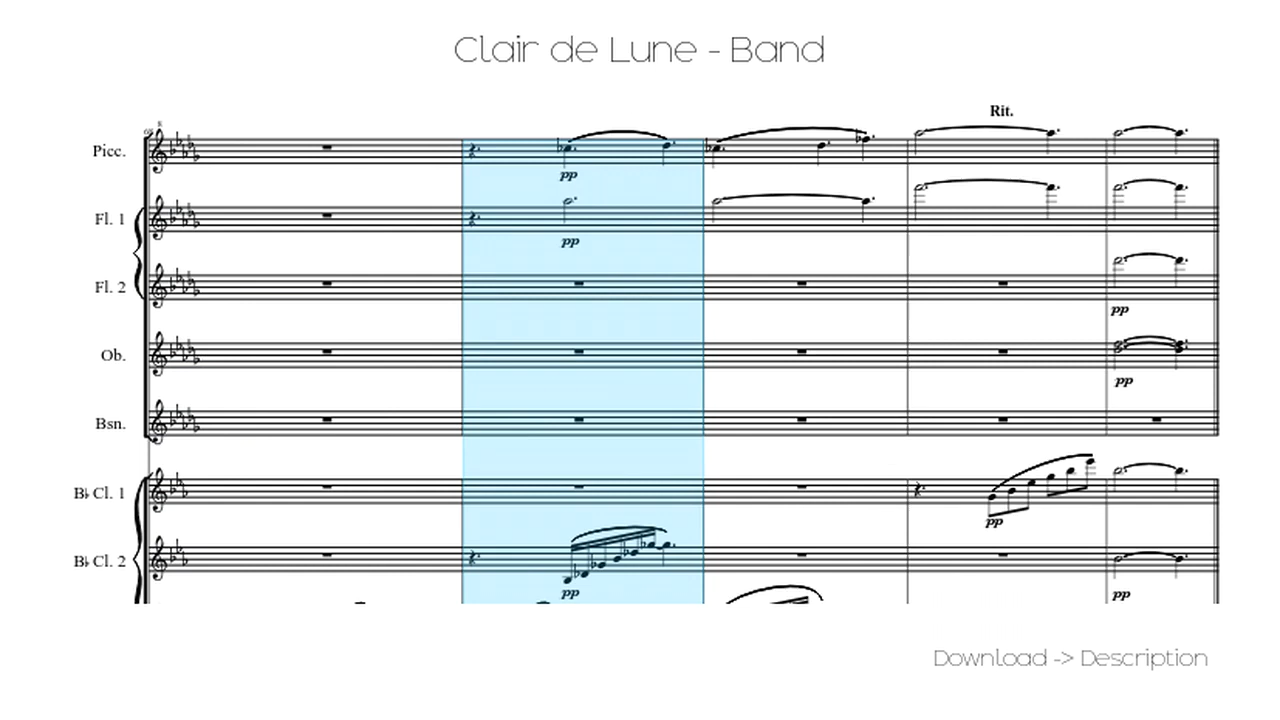 Clair de Lune - Band
Rit.
Picc.
pp
Fl. 1
pp
Fl. 2
pp
Ob.
pp
Bsn.
B♭ Cl. 1
pp
B♭ Cl. 2
pp pp
Download -> Description